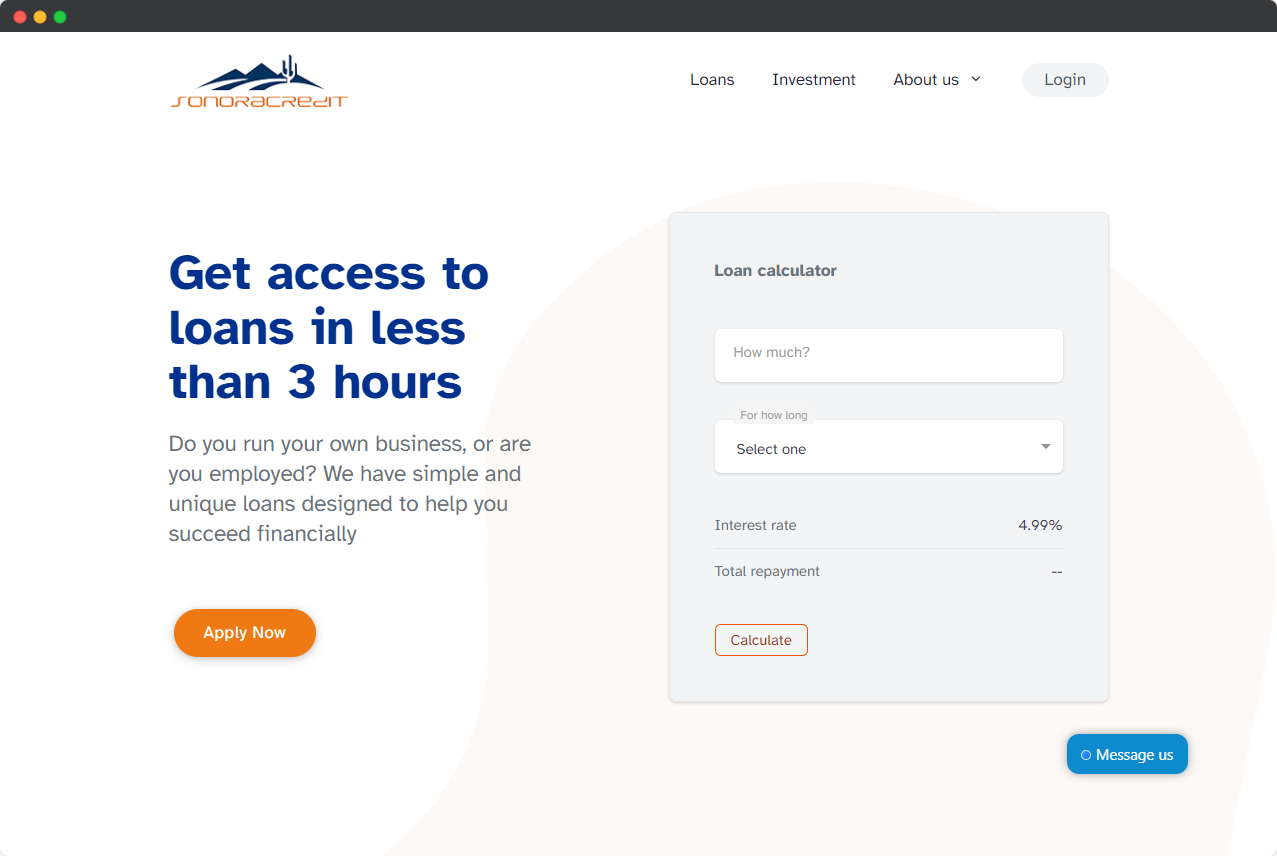 SONORACREDIT
Loans
Investment
About us
Login
Get access to
loans in less
than 3 hours
Do you run your own business, or are
you employed? We have simple and
unique loans designed to help you
succeed financially
Apply Now
Loan calculator
How much?
For how long
Select one
Interest rate 4.99%
Total repayment --
Calculate
Message us